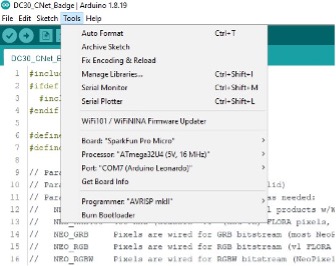 DC30_CNet_Badge | Arduino 1.8.19
File Edit Sketch Tools Help
DC30_CNet_B
Auto Format Ctrl+T
Archive Sketch
Fix Encoding & Reload
Manage Libraries... Ctrl+Shift+I
Serial Monitor Ctrl+Shift+M
Serial Plotter Ctrl+Shift+L
WiFi101 / WiFiNINA Firmware Updater
Board: "SparkFun Pro Micro"
Processor: "ATmega32U4 (5V, 16 MHz)"
Port: "COM7 (Arduino Leonardo)"
Get Board Info
Programmer: "AVRISP mkII"
Burn Bootloader
1 #inclu
2 #ifdef
3 #incl
4 #endif
5
6 #define
7 #define
8
9 // Para
10 // Para lid)
11 // Para as needed:
12 // NEO l products w/
13 // FLORA pixels,
14 // NEO_GRB Pixels are wired for GRB bitstream (most NeoP
15 // NEO_RGB Pixels are wired for RGB bitstream (v1 FLORA
16 // NEO_RGBW Pixels are wired for RGBW bitstream (NeoPixel